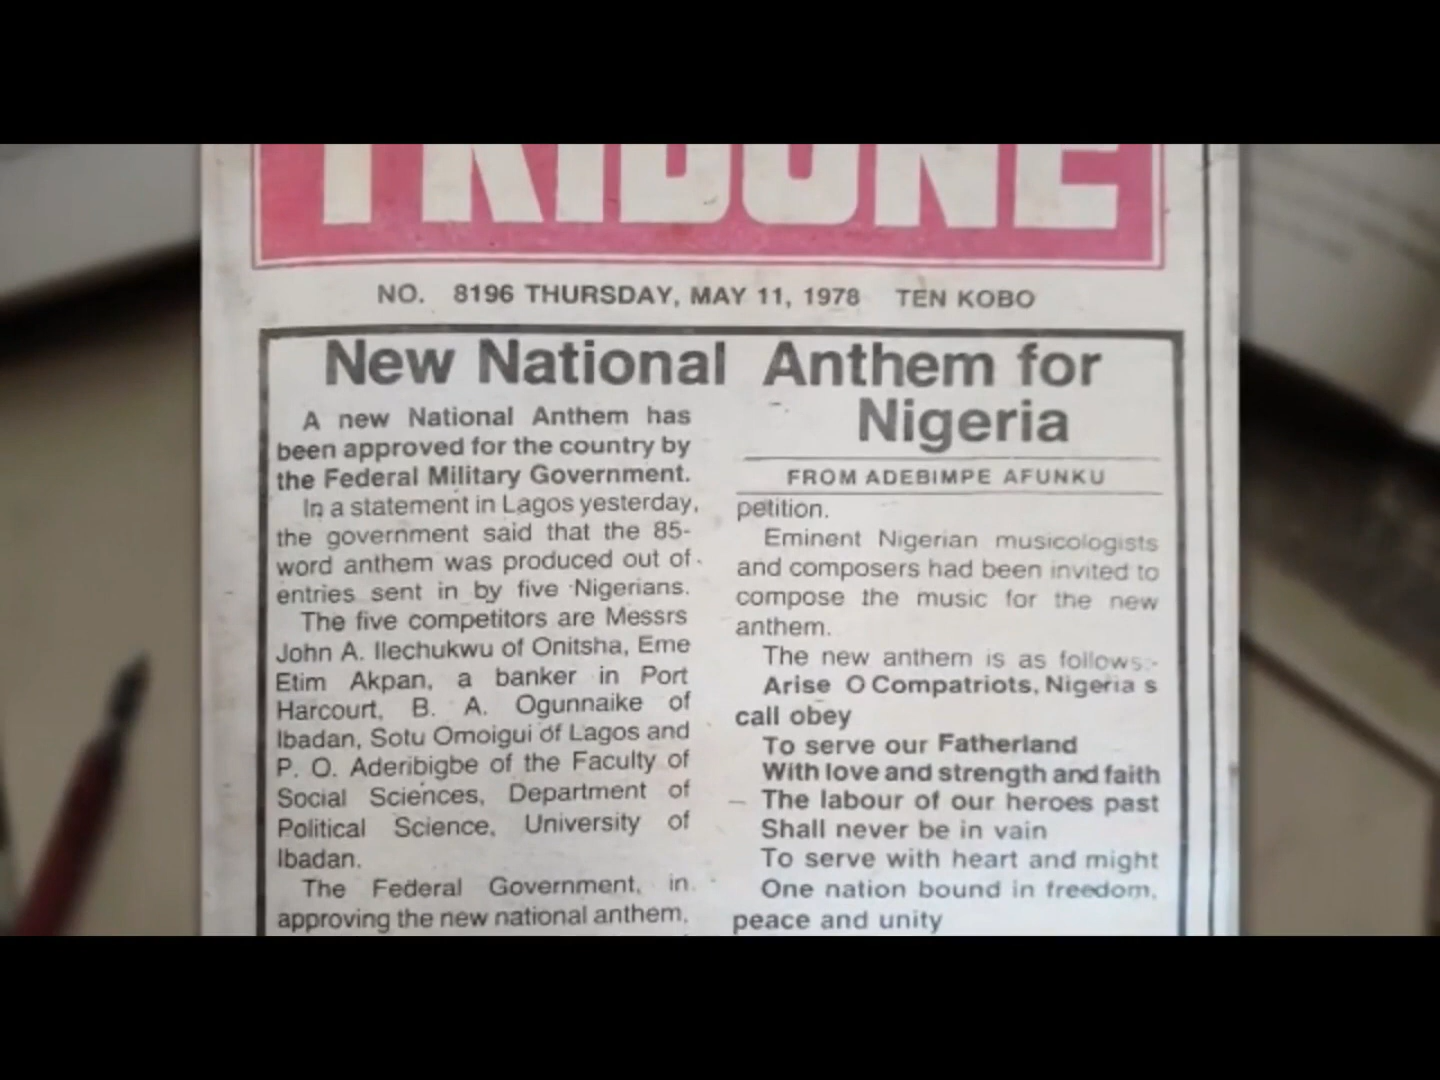 TRIBUNE
NO. 8196 THURSDAY, MAY 11, 1978 TEN KOBO
New National Anthem for
Nigeria
A new National Anthem has
been approved for the country by
the Federal Military Government.
In a statement in Lagos yesterday,
the government said that the 85-
word anthem was produced out of
entries sent in by five Nigerians.
The five competitors are Messrs
John A. Ilechukwu of Onitsha, Eme
Etim Akpan, a banker in Port
Harcourt, B. A. Ogunnaike of
Ibadan, Sotu Omoigui of Lagos and
P. O. Aderibigbe of the Faculty of
Social Sciences, Department of
Political Science, University of
Ibadan.
The Federal Government, in
approving the new national anthem,
FROM ADEBIMPE AFUNKU
petition.
Eminent Nigerian musicologists
and composers had been invited to
compose the music for the new
anthem.
The new anthem is as follows:-
Arise O Compatriots, Nigeria s
call obey
To serve our Fatherland
With love and strength and faith
The labour of our heroes past
Shall never be in vain
To serve with heart and might
One nation bound in freedom,
peace and unity